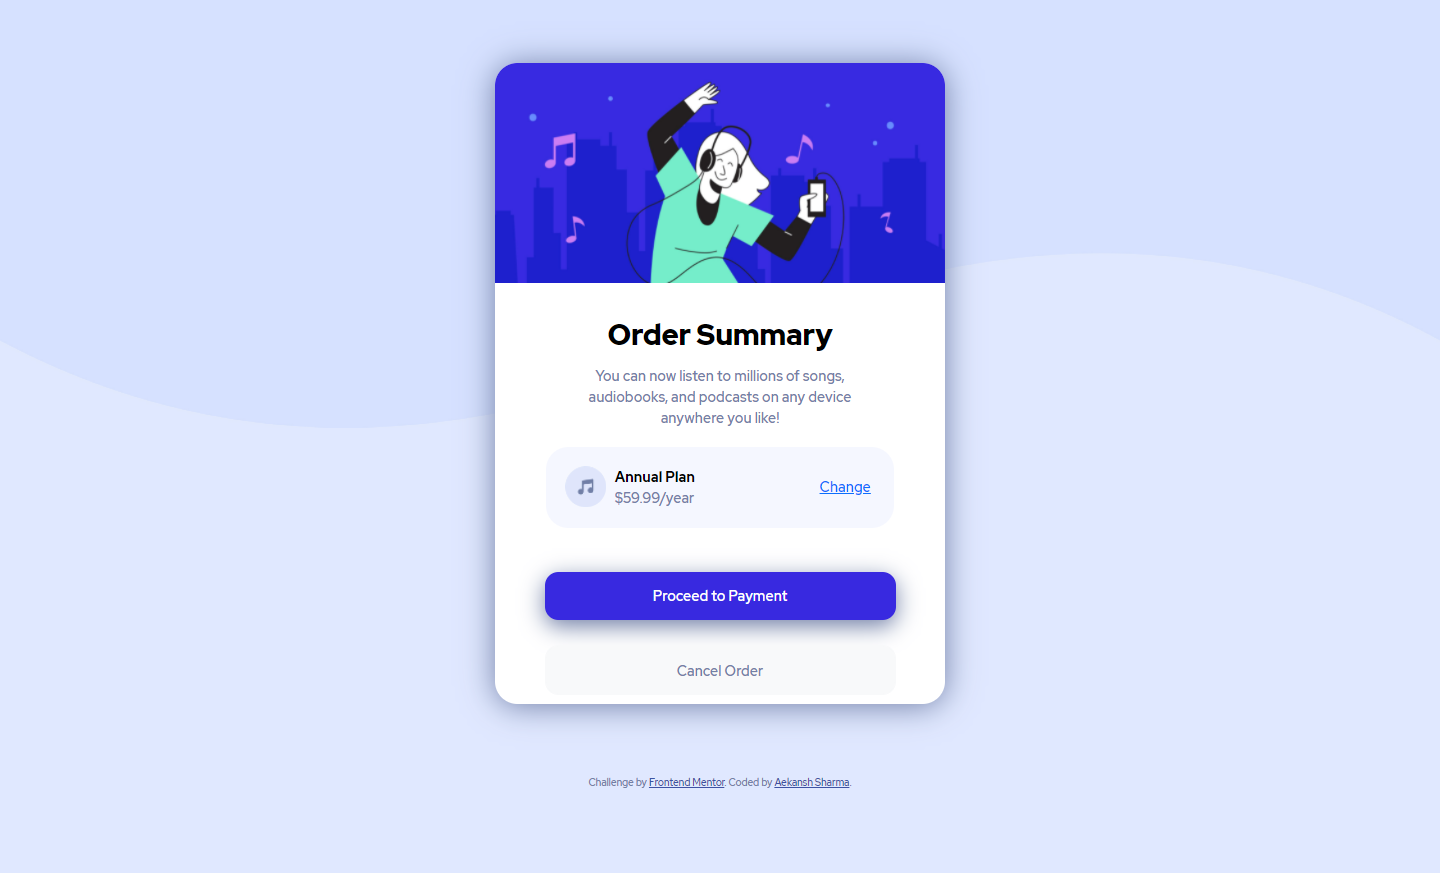 Order Summary
You can now listen to millions of songs,
audiobooks, and podcasts on any device
anywhere you like!
Annual Plan
$59.99/year
Change
Proceed to Payment
Cancel Order
Challenge by Frontend Mentor. Coded by Aekansh Sharma.